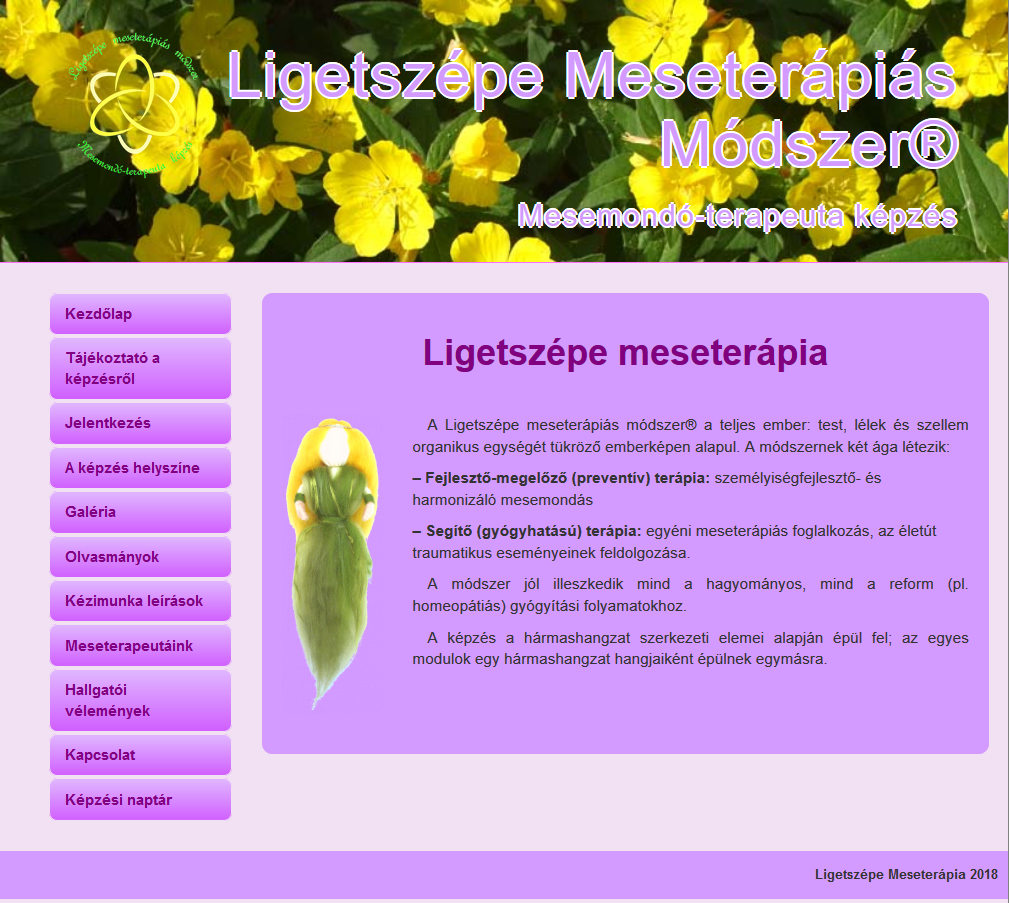 Ligetszépe meseterápiás módszer
Mesemondó-terapeuta képzés
Ligetszépe Meseterápiás
Módszer®
Mesemondó-terapeuta képzés
Kezdőlap
Tájékoztató a
képzésről
Jelentkezés
A képzés helyszíne
Galéria
Olvasmányok
Kézimunka leírások
Meseterapeutáink
Hallgatói
vélemények
Kapcsolat
Képzési naptár
Ligetszépe meseterápia
A Ligetszépe meseterápiás módszer® a teljes ember: test, lélek és szellem
organikus egységét tükröző emberképen alapul. A módszernek két ága létezik:
– Fejlesztő-megelőző (preventív) terápia: személyiségfejlesztő- és
harmonizáló mesemondás
– Segítő (gyógyhatású) terápia: egyéni meseterápiás foglalkozás, az életút
traumatikus eseményeinek feldolgozása.
A módszer jól illeszkedik mind a hagyományos, mind a reform (pl.
homeopátiás) gyógyítási folyamatokhoz.
A képzés a hármashangzat szerkezeti elemei alapján épül fel; az egyes
modulok egy hármashangzat hangjaiként épülnek egymásra.
Ligetszépe Meseterápia 2018